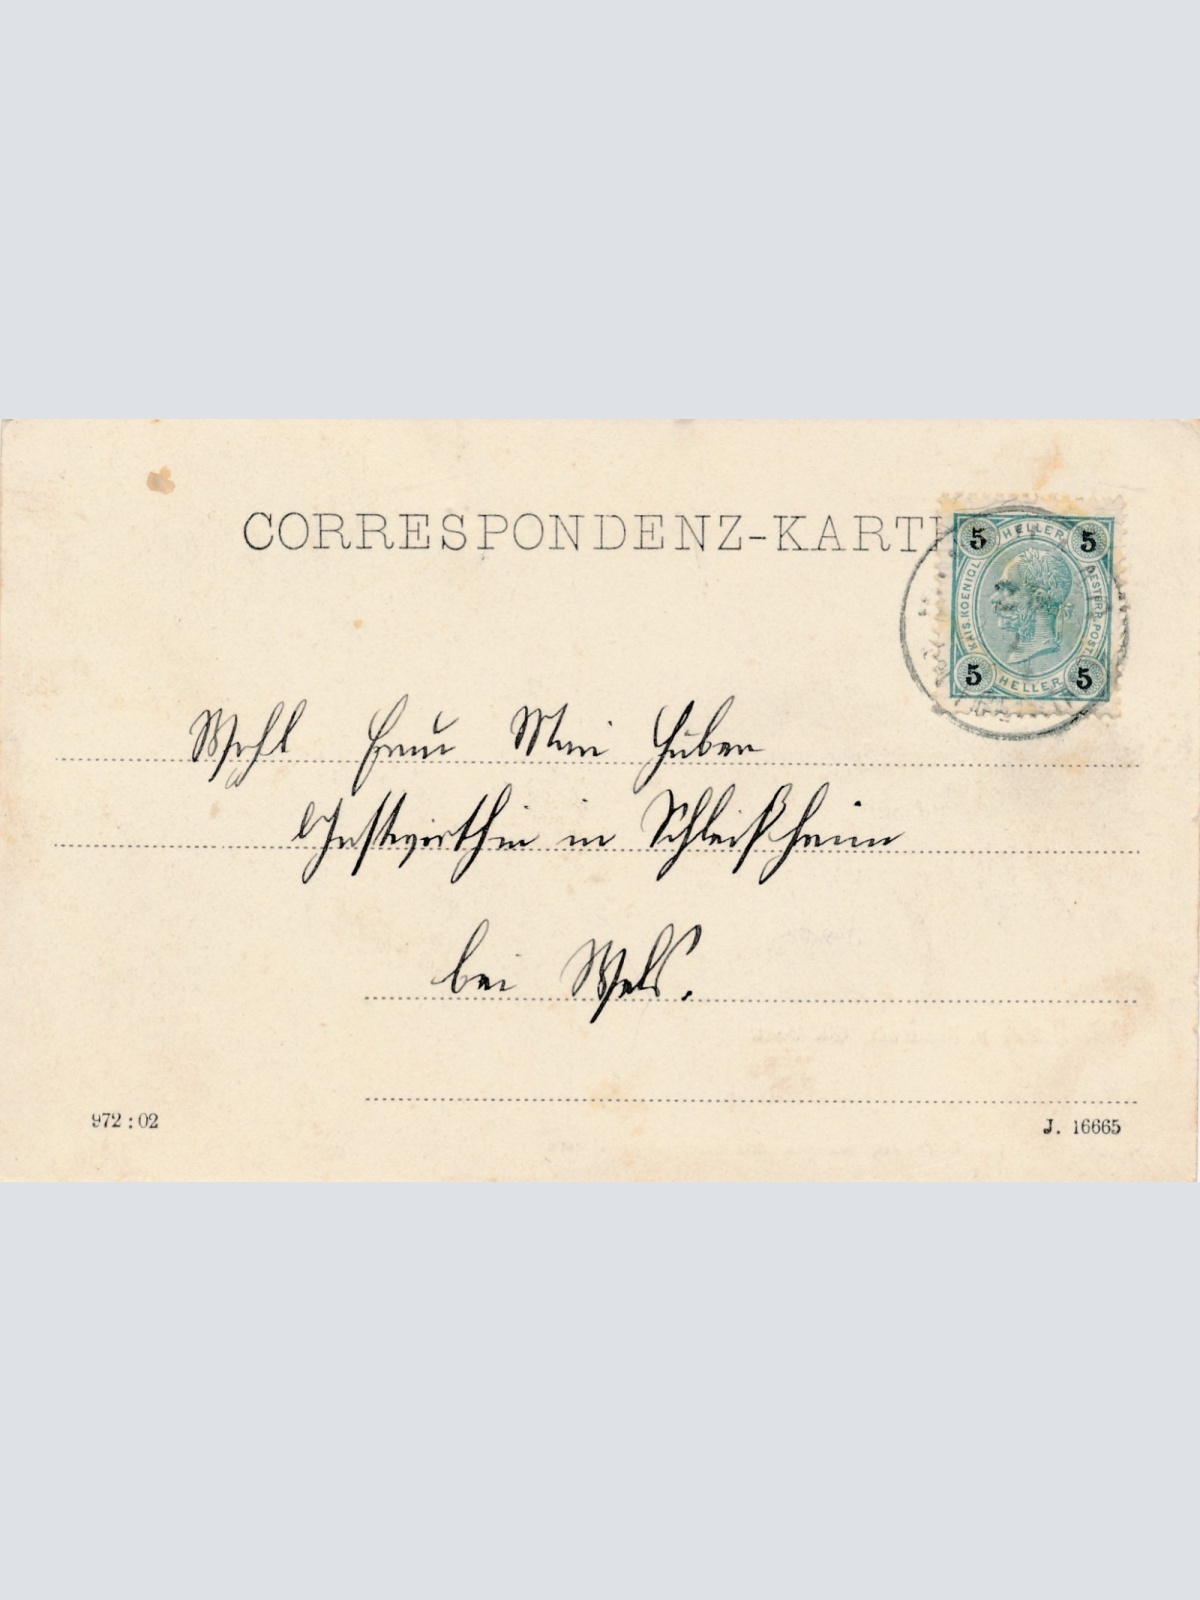 CORRESPONDENZ-KARTE
5 HELLER 5
KAIS. KOENIGL. OESTERR. POST.
5 HELLER 5
Wohl Frau Mari Huber
Gastwirthin in Schleißheim
bei Wels.
972 : 02
J. 16665